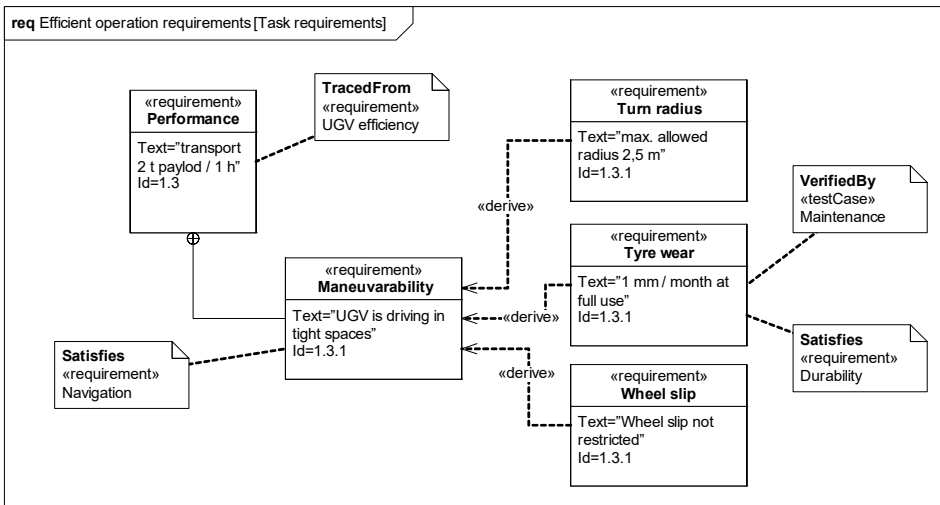 req Efficient operation requirements [Task requirements]
«requirement»
Performance
Text=”transport
2 t paylod / 1 h”
Id=1.3
TracedFrom
«requirement»
UGV efficiency
«requirement»
Turn radius
Text=”max. allowed
radius 2,5 m”
Id=1.3.1
«derive»
VerifiedBy
«testCase»
Maintenance
«requirement»
Tyre wear
Text=”1 mm / month at
full use”
Id=1.3.1
«derive»
«requirement»
Maneuvarability
Text=”UGV is driving in
tight spaces”
Id=1.3.1
Satisfies
«requirement»
Navigation
Satisfies
«requirement»
Durability
«derive»
«requirement»
Wheel slip
Text=”Wheel slip not
restricted”
Id=1.3.1